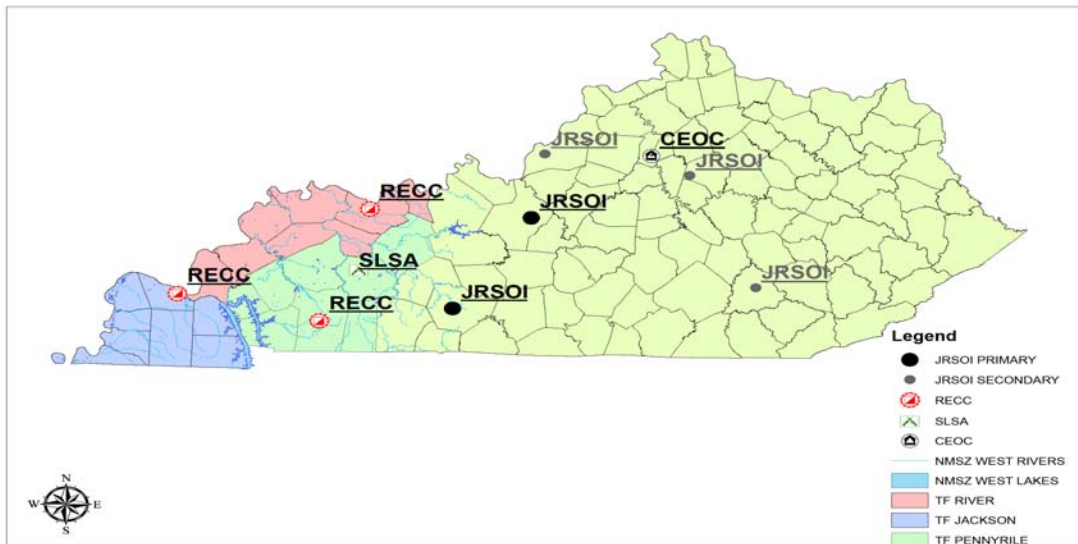 JRSOI
CEOC
JRSOI
RECC
JRSOI
SLSA
RECC
JRSOI
RECC
JRSOI
Legend
JRSOI PRIMARY
JRSOI SECONDARY
RECC
SLSA
CEOC
NMSZ WEST RIVERS
NMSZ WEST LAKES
TF RIVER
TF JACKSON
TF PENNYRILE
N
W E
S